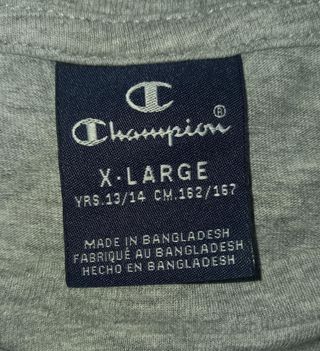 Champion ®
X·LARGE
YRS.13/14 CM.162/167
MADE IN BANGLADESH
FABRIQUÉ AU BANGLADESH
HECHO EN BANGLADESH